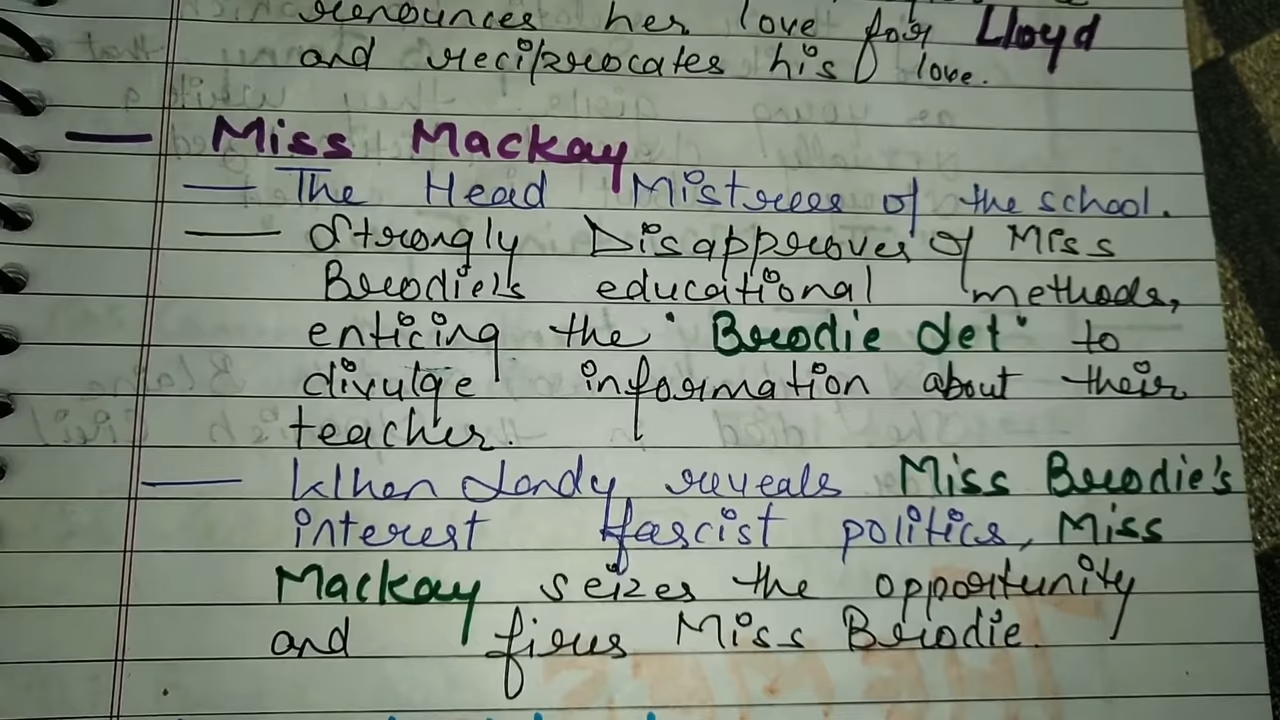 renounces her love for Lloyd
and reciprocates his love.
— Miss Mackay
— The Head Mistress of the school.
— Strongly Disapproves of Miss
Brodie's educational methods,
enticing the "Brodie Set" to
divulge information about their
teacher.
— When Sandy reveals Miss Brodie's
interest fascist politics, Miss
Mackay seizes the opportunity
and fires Miss Brodie.